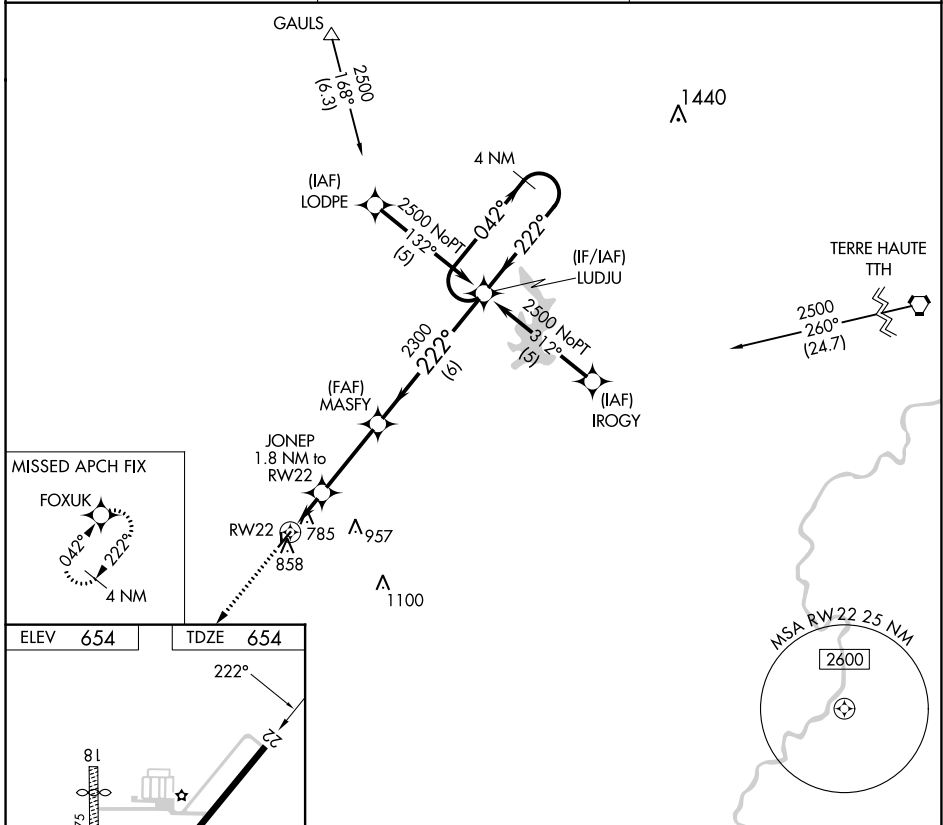 GAULS
2500
168°
(6.3)
1440
4 NM
(IAF)
LODPE
2500 NoPT
132°
(5)
042°
222°
(IF/IAF)
LUDJU
TERRE HAUTE
TTH
2500
260°
(24.7)
2500 NoPT
312°
(5)
2300
222°
(6)
(IAF)
IROGY
(FAF)
MASFY
JONEP
1.8 NM to
RW22
MISSED APCH FIX
FOXUK
042°
222°
4 NM
RW22
785
957
858
1100
ELEV 654
TDZE 654
MSA RW22 25 NM
2600
222°
22
18
75